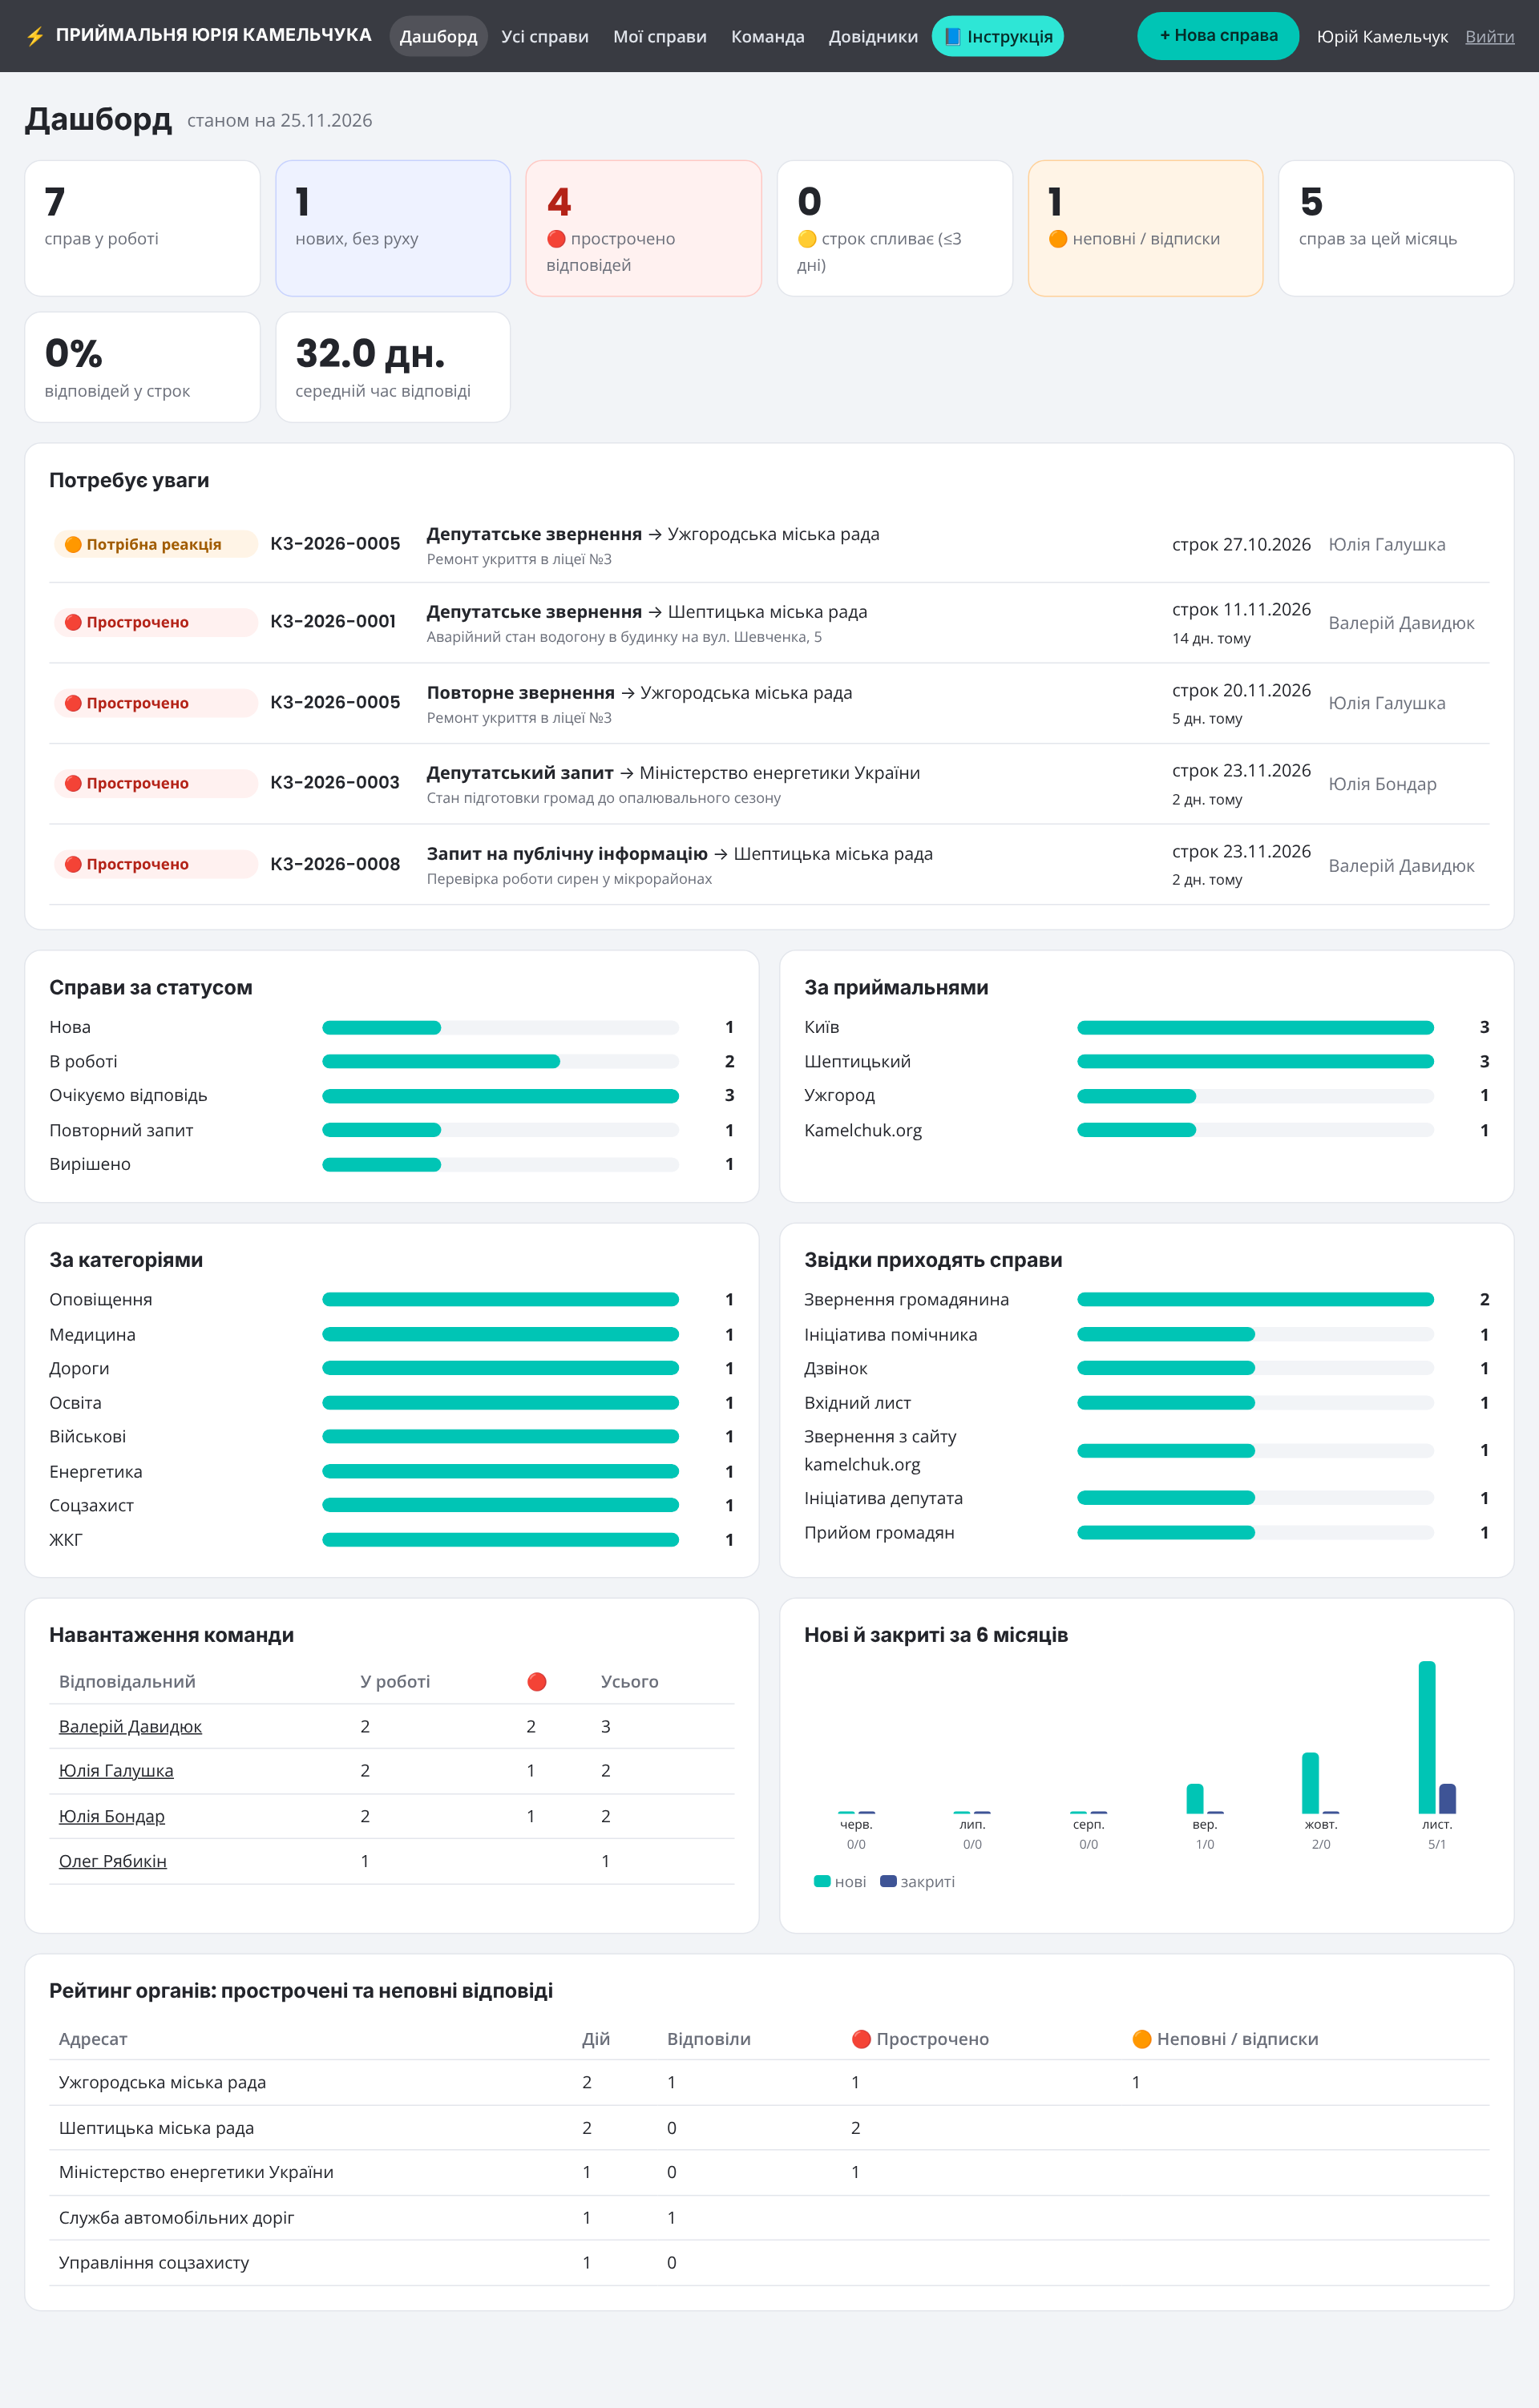 ⚡ ПРИЙМАЛЬНЯ ЮРІЯ КАМЕЛЬЧУКА Дашборд Усі справи Мої справи Команда Довідники 📘 Інструкція + Нова справа Юрій Камельчук Вийти
Дашборд станом на 25.11.2026
7
справ у роботі
1
нових, без руху
4
🔴 прострочено
відповідей
0
🟡 строк спливає (≤3
дні)
1
🟠 неповні / відписки
5
справ за цей місяць
0%
відповідей у строк
32.0 дн.
середній час відповіді
Потребує уваги
🟠 Потрібна реакція КЗ-2026-0005 Депутатське звернення → Ужгородська міська рада строк 27.10.2026 Юлія Галушка
Ремонт укриття в ліцеї №3
🔴 Прострочено КЗ-2026-0001 Депутатське звернення → Шептицька міська рада строк 11.11.2026 Валерій Давидюк
Аварійний стан водогону в будинку на вул. Шевченка, 5 14 дн. тому
🔴 Прострочено КЗ-2026-0005 Повторне звернення → Ужгородська міська рада строк 20.11.2026 Юлія Галушка
Ремонт укриття в ліцеї №3 5 дн. тому
🔴 Прострочено КЗ-2026-0003 Депутатський запит → Міністерство енергетики України строк 23.11.2026 Юлія Бондар
Стан підготовки громад до опалювального сезону 2 дн. тому
🔴 Прострочено КЗ-2026-0008 Запит на публічну інформацію → Шептицька міська рада строк 23.11.2026 Валерій Давидюк
Перевірка роботи сирен у мікрорайонах 2 дн. тому
Справи за статусом
Нова 1
В роботі 2
Очікуємо відповідь 3
Повторний запит 1
Вирішено 1
За приймальнями
Київ 3
Шептицький 3
Ужгород 1
Kamelchuk.org 1
За категоріями
Оповіщення 1
Медицина 1
Дороги 1
Освіта 1
Військові 1
Енергетика 1
Соцзахист 1
ЖКГ 1
Звідки приходять справи
Звернення громадянина 2
Ініціатива помічника 1
Дзвінок 1
Вхідний лист 1
Звернення з сайту
kamelchuk.org 1
Ініціатива депутата 1
Прийом громадян 1
Навантаження команди
Відповідальний У роботі 🔴 Усього
Валерій Давидюк 2 2 3
Юлія Галушка 2 1 2
Юлія Бондар 2 1 2
Олег Рябикін 1 1
Нові й закриті за 6 місяців
черв. лип. серп. вер. жовт. лист.
0/0 0/0 0/0 1/0 2/0 5/1
нові закриті
Рейтинг органів: прострочені та неповні відповіді
Адресат Дій Відповіли 🔴 Прострочено 🟠 Неповні / відписки
Ужгородська міська рада 2 1 1 1
Шептицька міська рада 2 0 2
Міністерство енергетики України 1 0 1
Служба автомобільних доріг 1 1
Управління соцзахисту 1 0